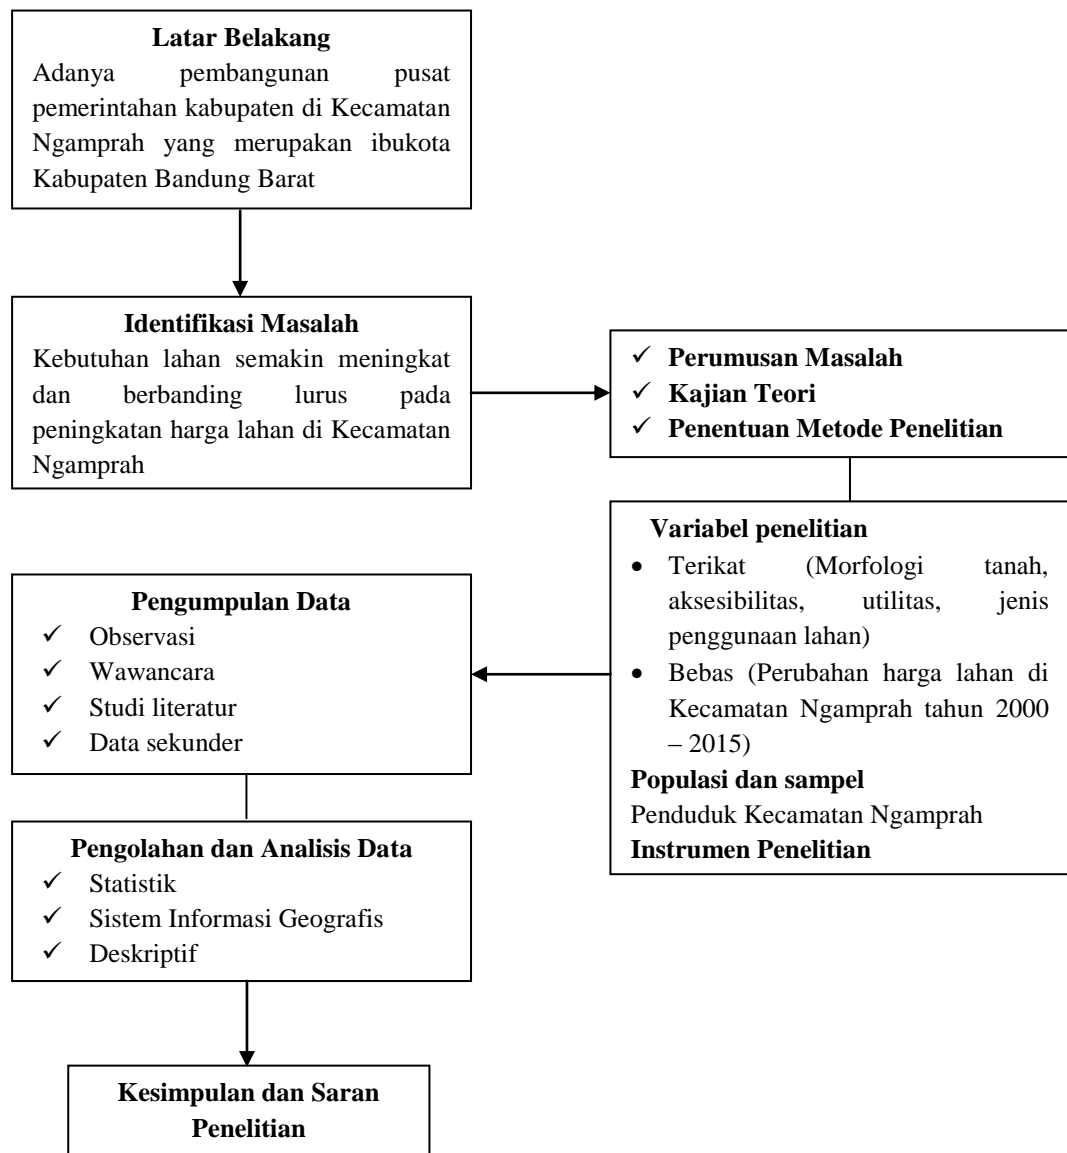 Latar Belakang
Adanya pembangunan pusat
pemerintahan kabupaten di Kecamatan
Ngamprah yang merupakan ibukota
Kabupaten Bandung Barat
Identifikasi Masalah
Kebutuhan lahan semakin meningkat
dan berbanding lurus pada
peningkatan harga lahan di Kecamatan
Ngamprah
✓ Perumusan Masalah
✓ Kajian Teori
✓ Penentuan Metode Penelitian
Variabel penelitian
• Terikat (Morfologi tanah,
aksesibilitas, utilitas, jenis
penggunaan lahan)
• Bebas (Perubahan harga lahan di
Kecamatan Ngamprah tahun 2000
– 2015)
Populasi dan sampel
Penduduk Kecamatan Ngamprah
Instrumen Penelitian
Pengumpulan Data
✓ Observasi
✓ Wawancara
✓ Studi literatur
✓ Data sekunder
Pengolahan dan Analisis Data
✓ Statistik
✓ Sistem Informasi Geografis
✓ Deskriptif
Kesimpulan dan Saran
Penelitian